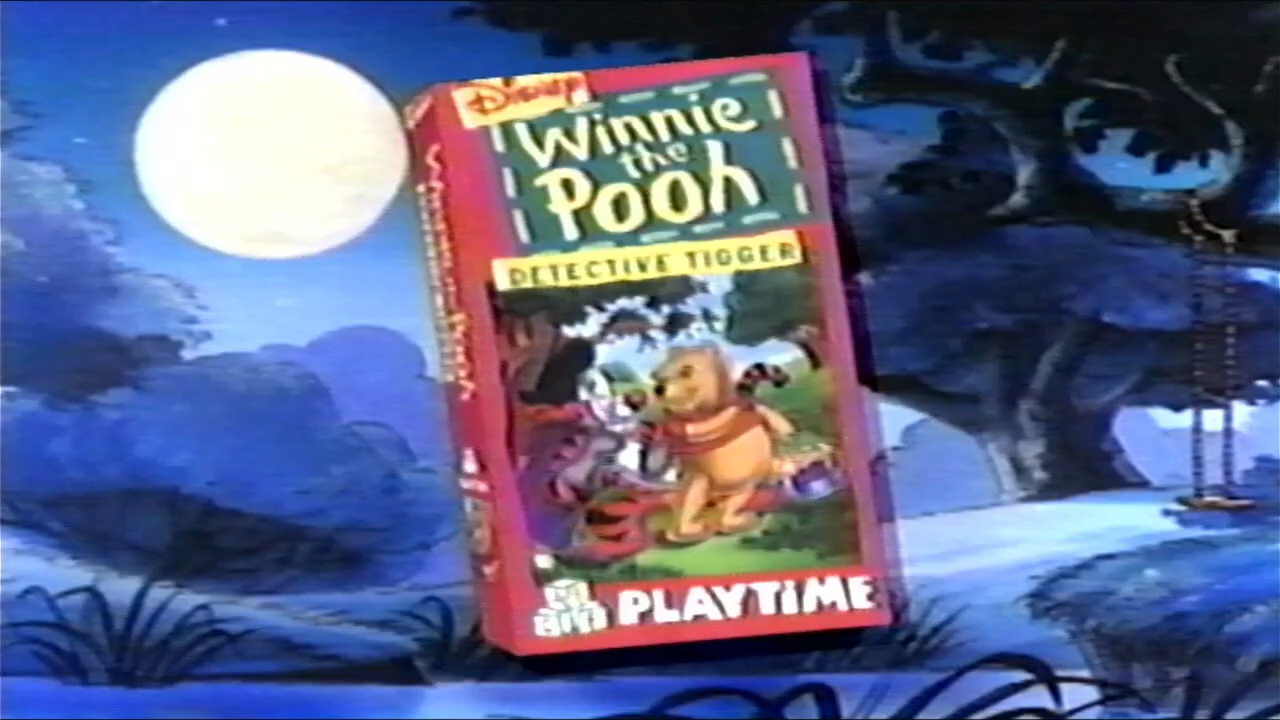 Disney
Winnie
the
Pooh
DETECTIVE TIGGER
PLAYTIME